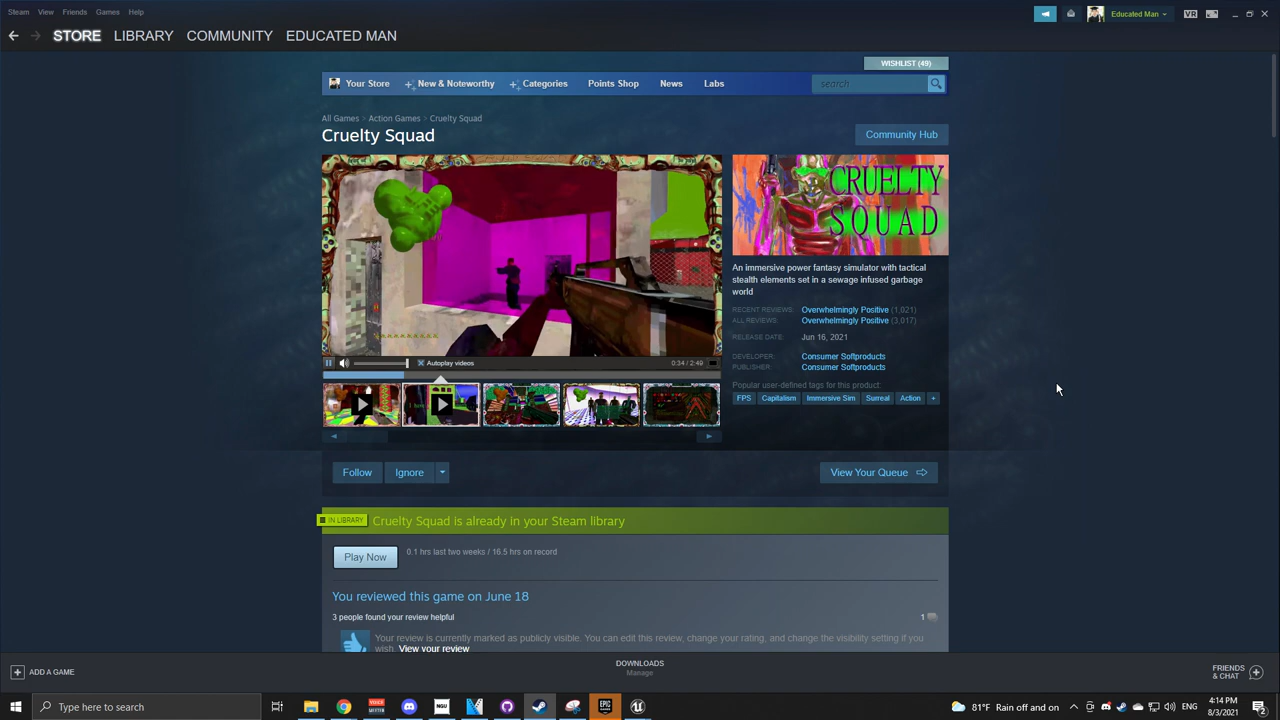 Steam View Friends Games Help
Educated Man
VR
STORE LIBRARY COMMUNITY EDUCATED MAN
WISHLIST (49)
Your Store New & Noteworthy Categories Points Shop News Labs search
All Games > Action Games > Cruelty Squad
Cruelty Squad
Community Hub
CRUELTY
SQUAD
An immersive power fantasy simulator with tactical
stealth elements set in a sewage infused garbage
world
RECENT REVIEWS: Overwhelmingly Positive (1,021)
ALL REVIEWS: Overwhelmingly Positive (3,017)
RELEASE DATE: Jun 16, 2021
DEVELOPER: Consumer Softproducts
PUBLISHER: Consumer Softproducts
Popular user-defined tags for this product:
FPS Capitalism Immersive Sim Surreal Action +
Autoplay videos 0:34 / 2:40
Follow Ignore
View Your Queue
IN LIBRARY Cruelty Squad is already in your Steam library
Play Now 0.1 hrs last two weeks / 16.5 hrs on record
You reviewed this game on June 18
3 people found your review helpful 1
Your review is currently marked as publicly visible. You can edit this review, change your rating, and change the visibility setting if you
wish. View your review
ADD A GAME
DOWNLOADS
Manage
FRIENDS
& CHAT
Type here to search
NGU
EPIC
81°F Rain off and on
ENG
4:14 PM
8/3/2021
2